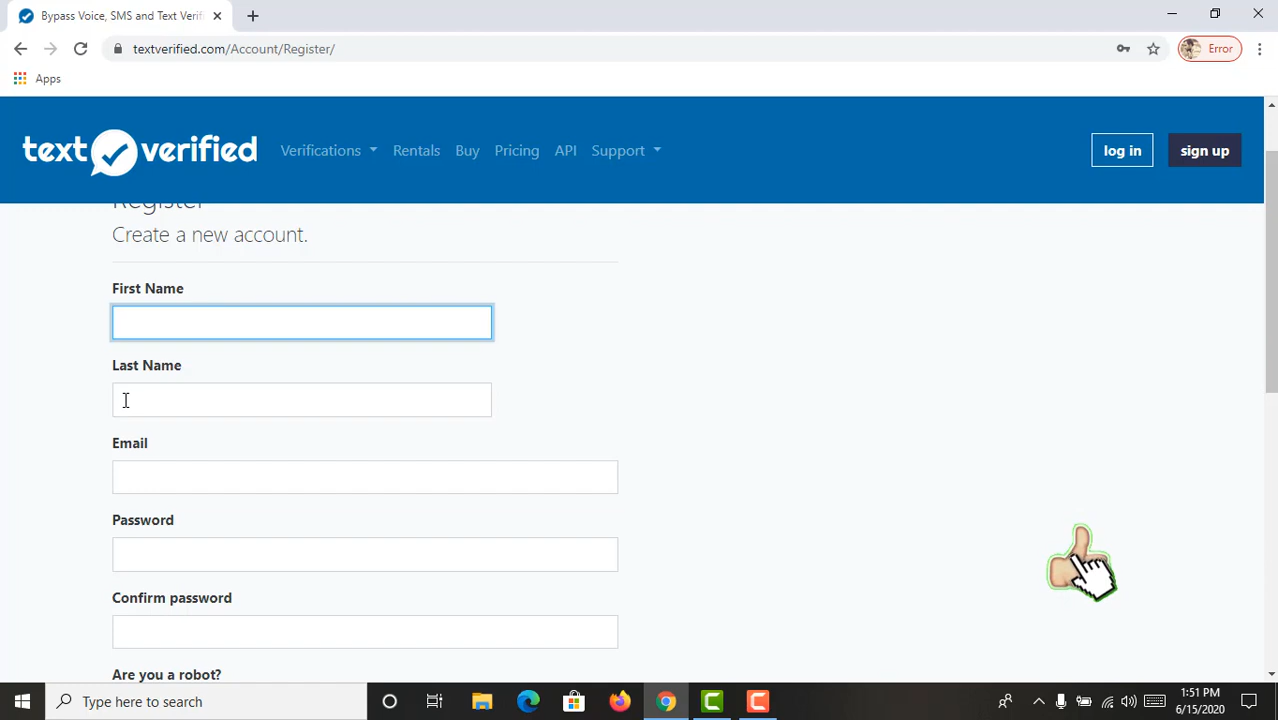 Bypass Voice, SMS and Text Verifi
textverified.com/Account/Register/
Error
Apps
text verified
Verifications
Rentals
Buy
Pricing
API
Support
log in
sign up
Register
Create a new account.
First Name
Last Name
Email
Password
Confirm password
Are you a robot?
Type here to search
1:51 PM
6/15/2020